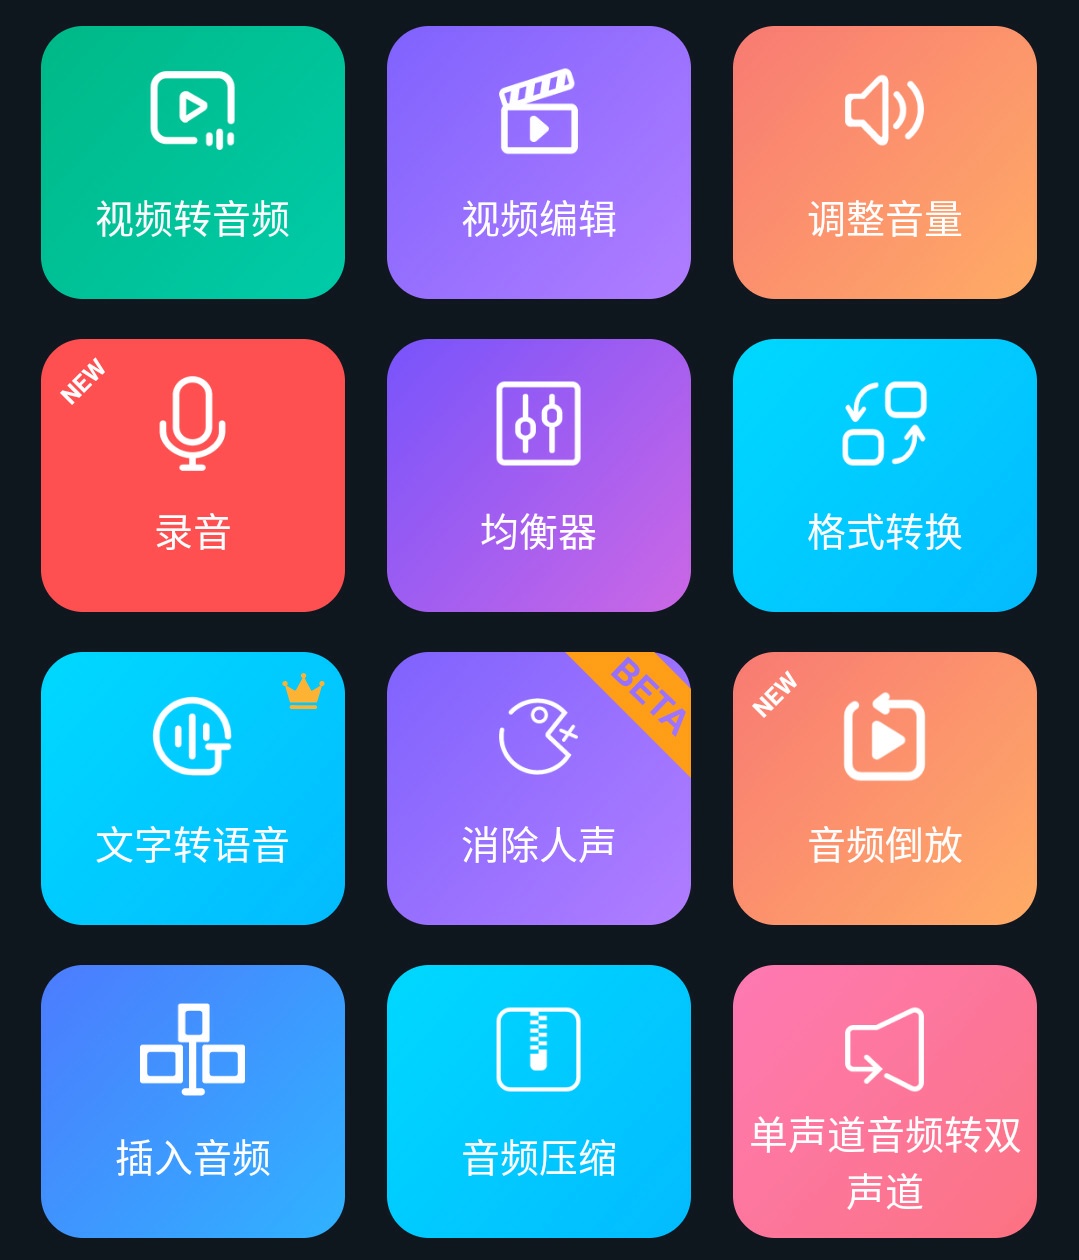 视频转音频
视频编辑
调整音量
NEW
录音
均衡器
格式转换
文字转语音
BETA
消除人声
NEW
音频倒放
插入音频
音频压缩
单声道音频转双
声道